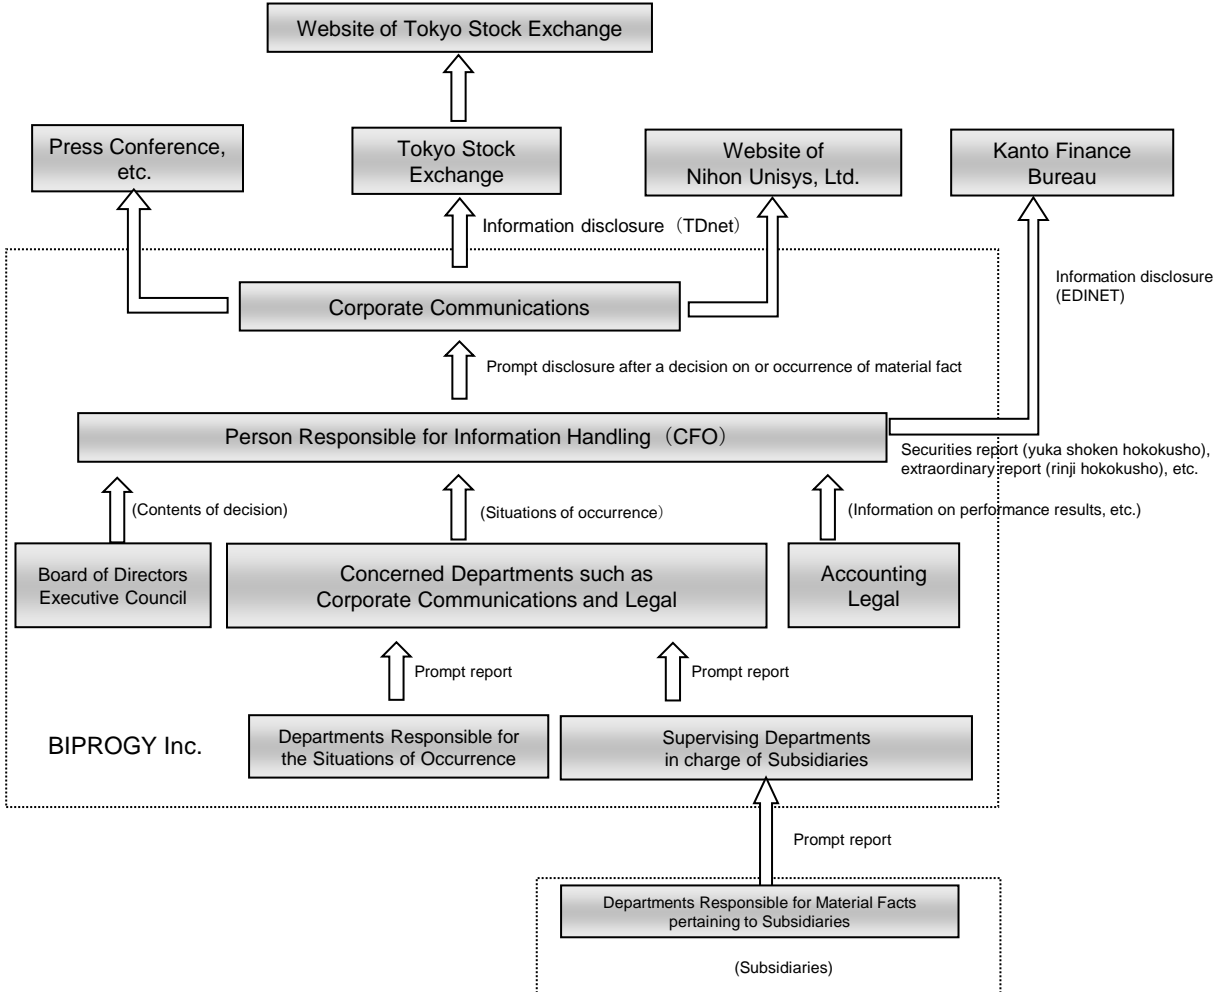 Website of Tokyo Stock Exchange
Press Conference,
etc.
Tokyo Stock
Exchange
Website of
Nihon Unisys, Ltd.
Kanto Finance
Bureau
Information disclosure（TDnet）
Information disclosure
(EDINET)
Corporate Communications
Prompt disclosure after a decision on or occurrence of material fact
Person Responsible for Information Handling（CFO）
Securities report (yuka shoken hokokusho),
extraordinary report (rinji hokokusho), etc.
(Contents of decision)
(Situations of occurrence）
(Information on performance results, etc.)
Board of Directors
Executive Council
Concerned Departments such as
Corporate Communications and Legal
Accounting
Legal
Prompt report
Prompt report
BIPROGY Inc.
Departments Responsible for
the Situations of Occurrence
Supervising Departments
in charge of Subsidiaries
Prompt report
Departments Responsible for Material Facts
pertaining to Subsidiaries
(Subsidiaries)